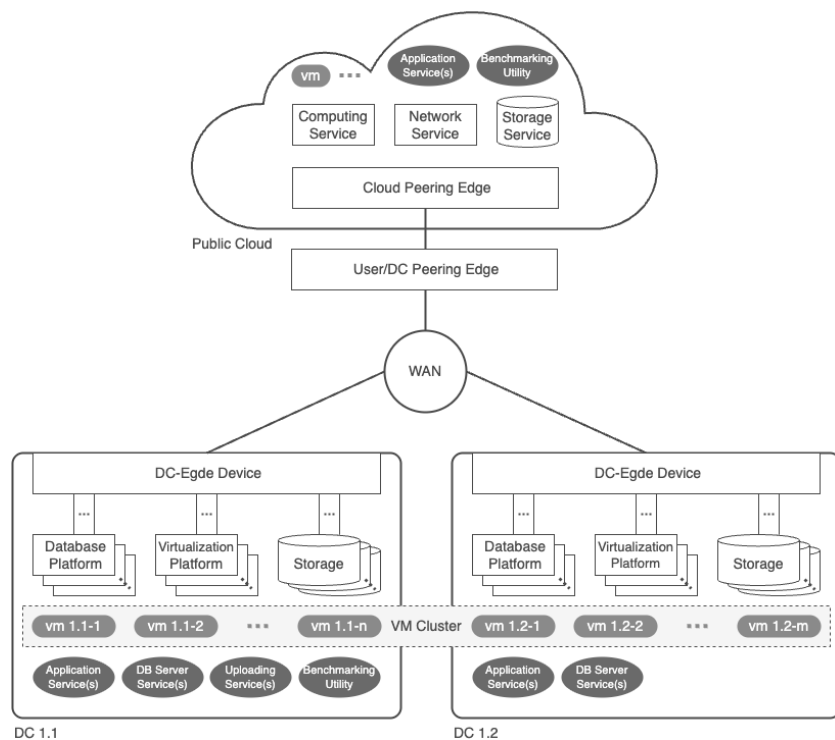 vm
Application
Service(s)
Benchmarking
Utility
Computing
Service
Network
Service
Storage
Service
Cloud Peering Edge
Public Cloud
User/DC Peering Edge
WAN
DC-Egde Device
DC-Egde Device
Database
Platform
Virtualization
Platform
Storage
Database
Platform
Virtualization
Platform
Storage
vm 1.1-1
vm 1.1-2
vm 1.1-n
VM Cluster
vm 1.2-1
vm 1.2-2
vm 1.2-m
Application
Service(s)
DB Server
Service(s)
Uploading
Service(s)
Benchmarking
Utility
Application
Service(s)
DB Server
Service(s)
DC 1.1
DC 1.2